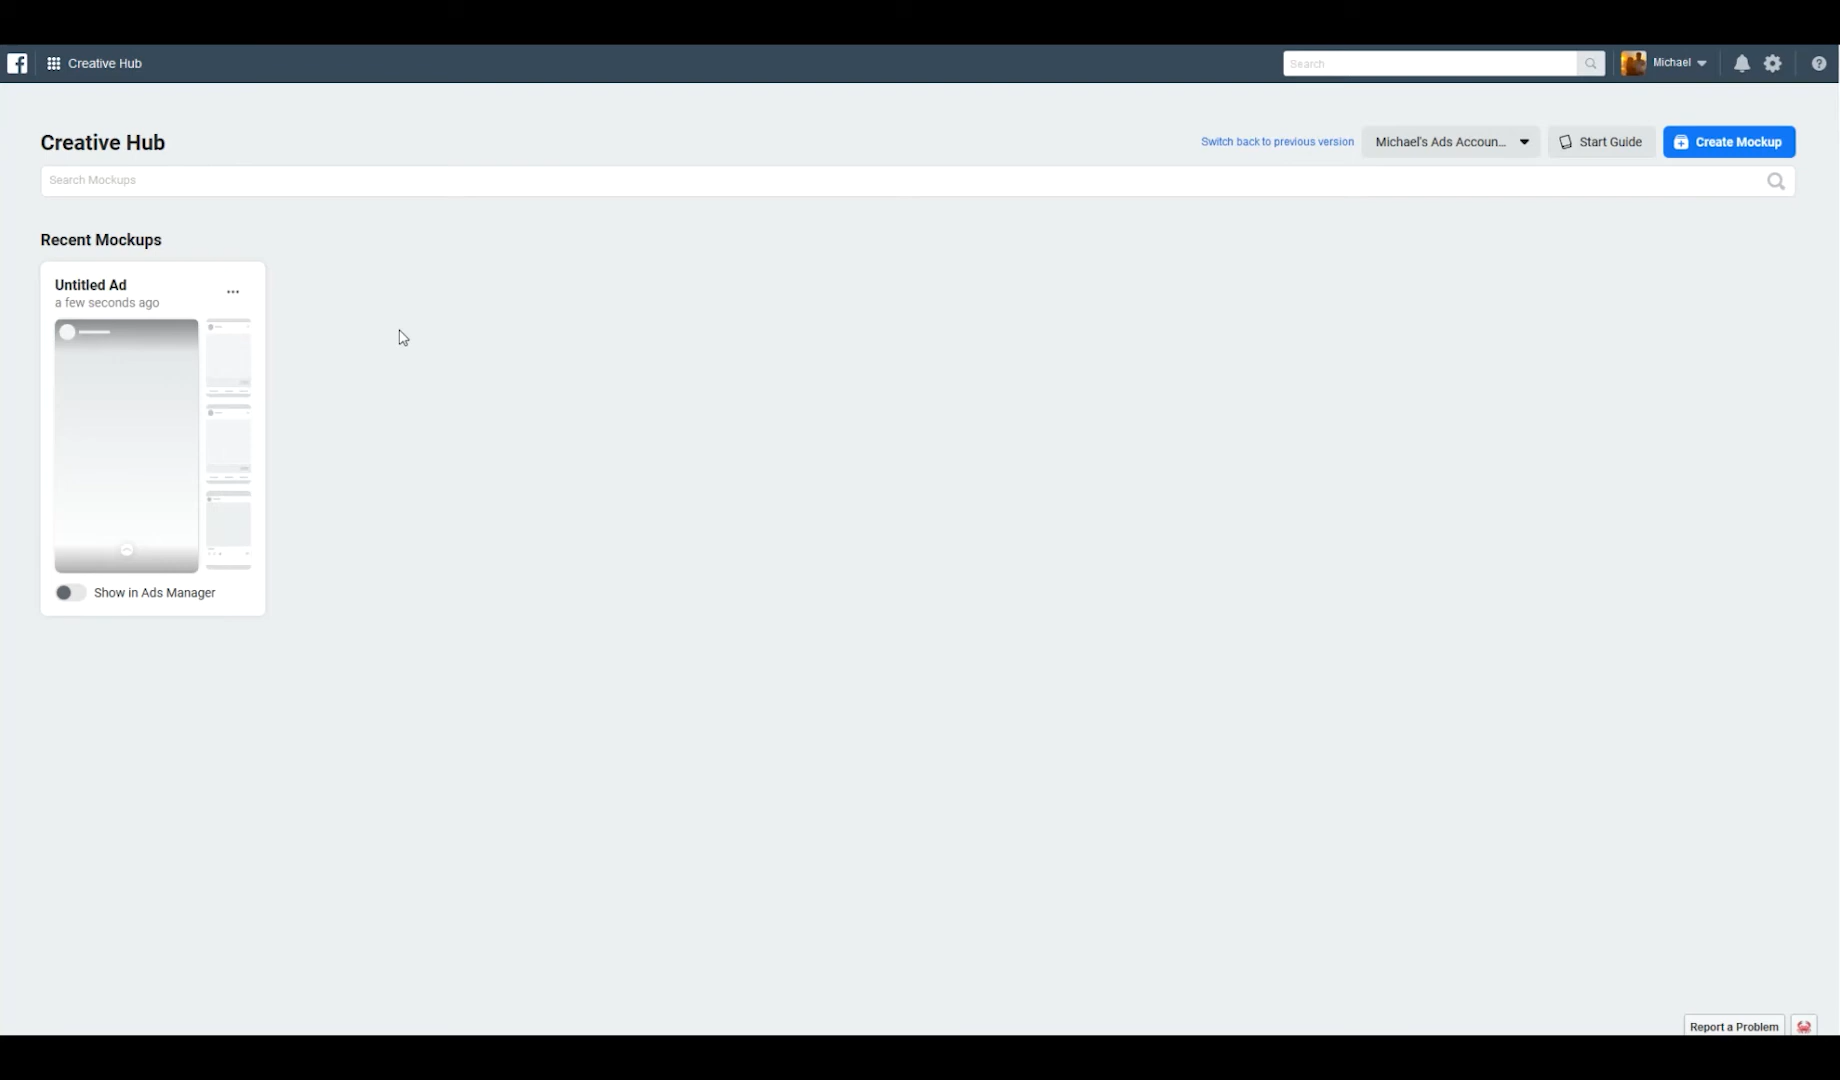 Creative Hub
Search
Michael
Creative Hub
Switch back to previous version
Michael's Ads Accoun...
Start Guide
Create Mockup
Search Mockups
Recent Mockups
Untitled Ad
a few seconds ago
Show in Ads Manager
Report a Problem